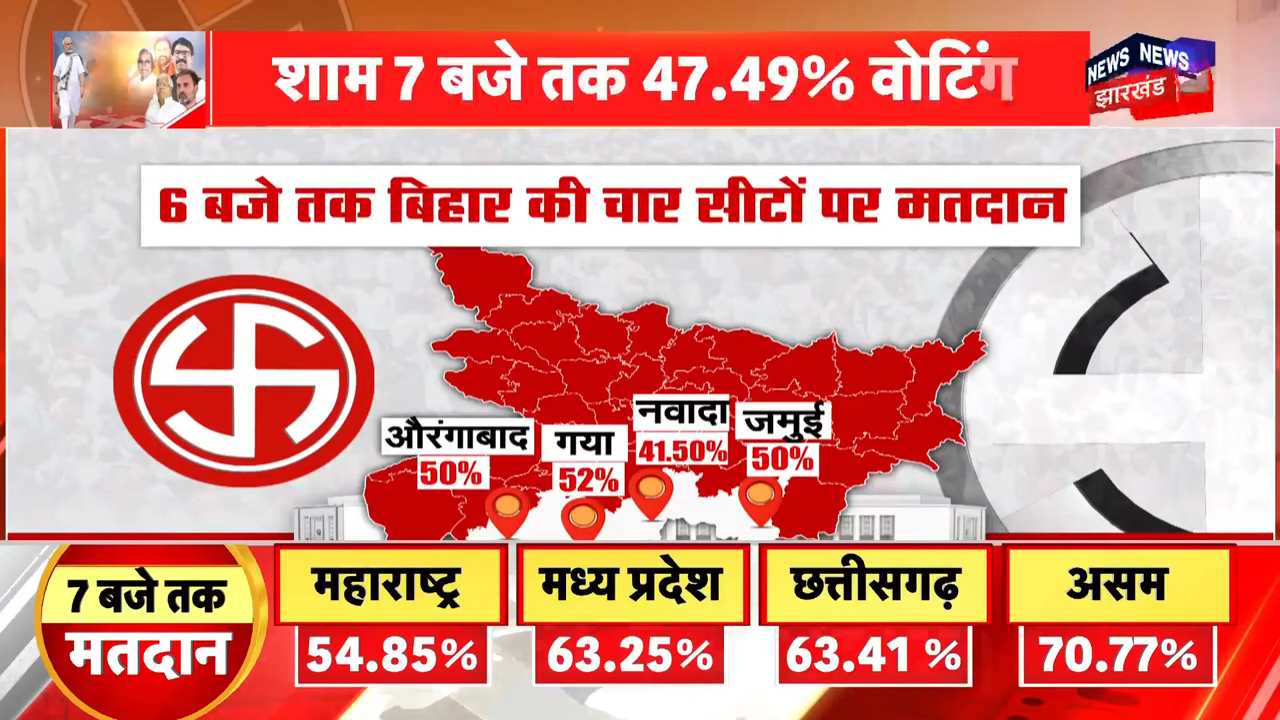 शाम 7 बजे तक 47.49% वोटिंग
NEWS NEWS
झारखंड
6 बजे तक बिहार की चार सीटों पर मतदान
औरंगाबाद
50%
गया
52%
नवादा
41.50%
जमुई
50%
7 बजे तक
मतदान
महाराष्ट्र
54.85%
मध्य प्रदेश
63.25%
छत्तीसगढ़
63.41 %
असम
70.77%